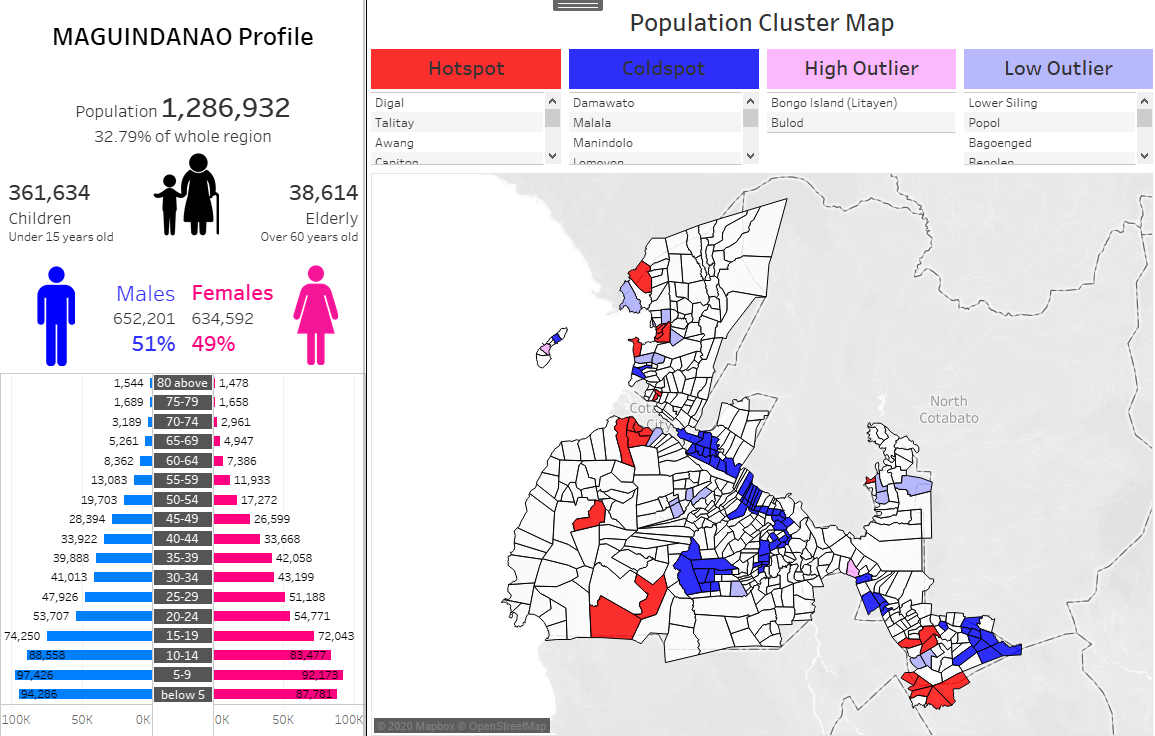 MAGUINDANAO Profile
Population 1,286,932
32.79% of whole region
361,634
Children
Under 15 years old
38,614
Elderly
Over 60 years old
Males
652,201
51%
Females
634,592
49%
1,544 80 above 1,478
1,689 75-79 1,658
3,189 70-74 2,961
5,261 65-69 4,947
8,362 60-64 7,386
13,083 55-59 11,933
19,703 50-54 17,272
28,394 45-49 26,599
33,922 40-44 33,668
39,888 35-39 42,058
41,013 30-34 43,199
47,926 25-29 51,188
53,707 20-24 54,771
74,250 15-19 72,043
88,558 10-14 83,477
97,426 5-9 92,173
94,286 below 5 87,781
100K 50K 0K 0K 50K 100K
Population Cluster Map
Hotspot
Digal
Talitay
Awang
Capiton
Coldspot
Damawato
Malala
Manindolo
Lomoyon
High Outlier
Bongo Island (Litayen)
Bulod
Low Outlier
Lower Siling
Popol
Bagoenged
Benolen
North
Cotabato
City
© 2020 Mapbox © OpenStreetMap